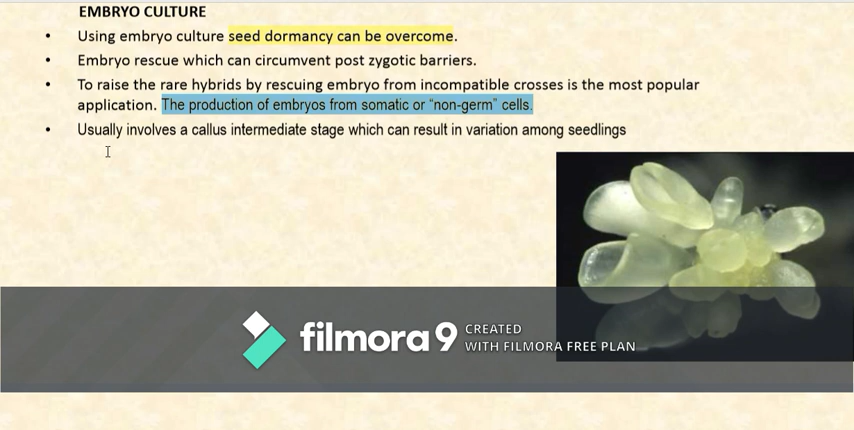 EMBRYO CULTURE
• Using embryo culture seed dormancy can be overcome.
• Embryo rescue which can circumvent post zygotic barriers.
• To raise the rare hybrids by rescuing embryo from incompatible crosses is the most popular
application. The production of embryos from somatic or “non-germ” cells.
• Usually involves a callus intermediate stage which can result in variation among seedlings
filmora9 CREATED
WITH FILMORA FREE PLAN